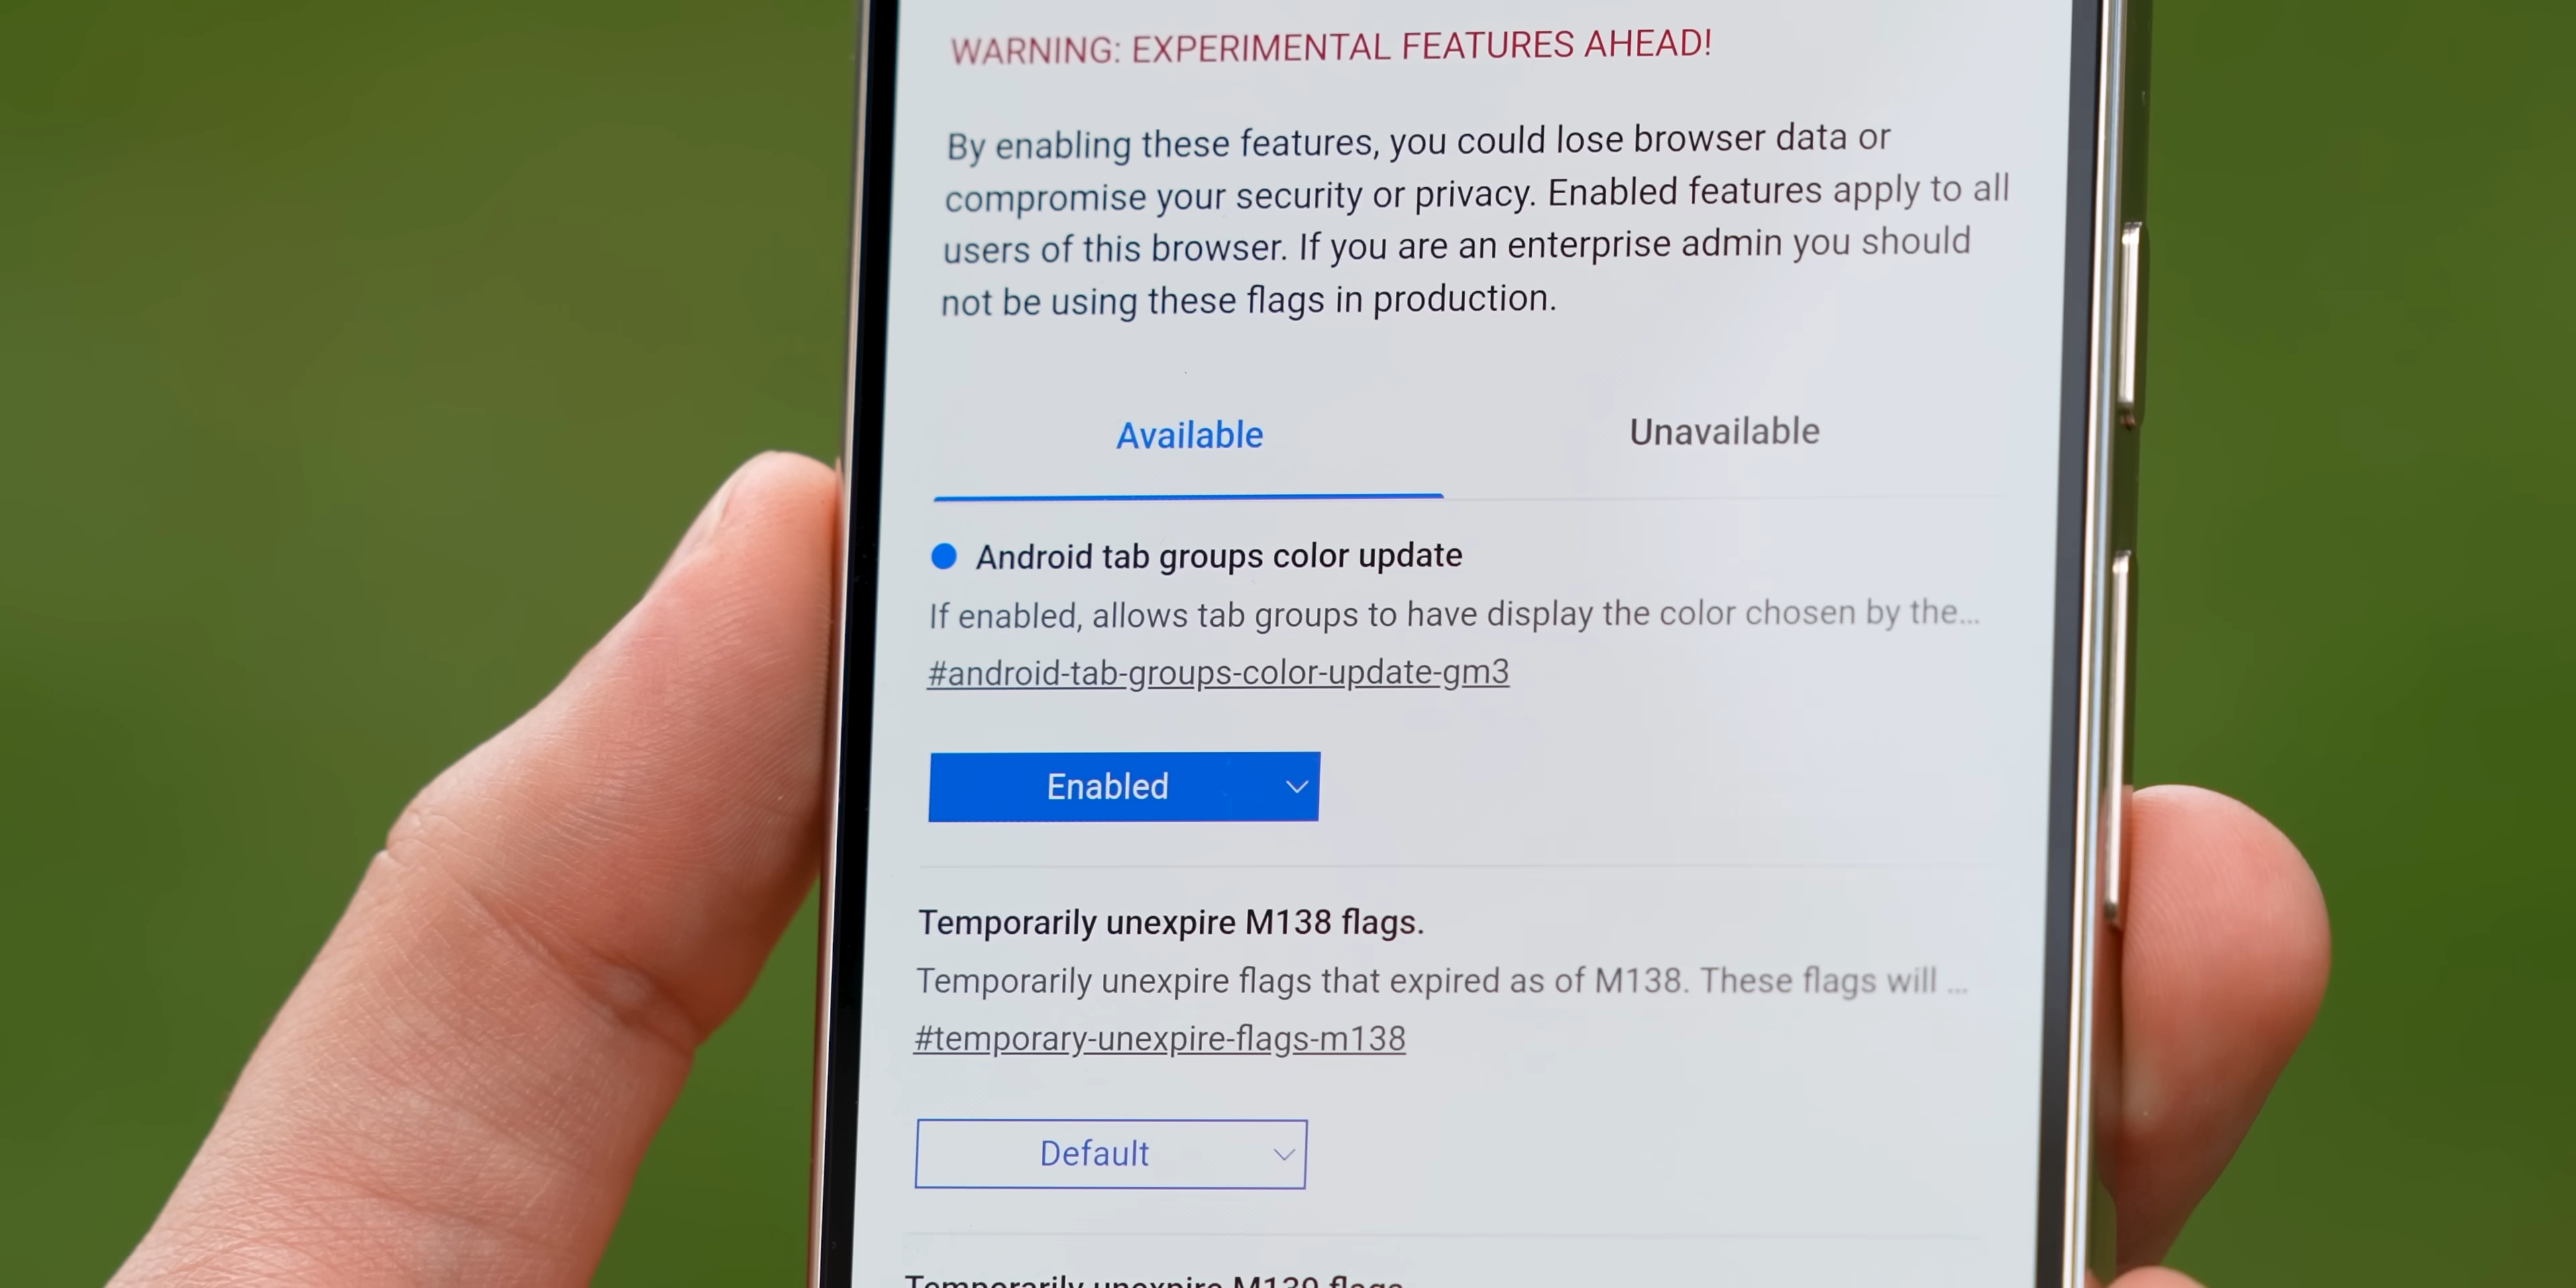 WARNING: EXPERIMENTAL FEATURES AHEAD!
By enabling these features, you could lose browser data or
compromise your security or privacy. Enabled features apply to all
users of this browser. If you are an enterprise admin you should
not be using these flags in production.
Available Unavailable
Android tab groups color update
If enabled, allows tab groups to have display the color chosen by the...
#android-tab-groups-color-update-gm3
Enabled
Temporarily unexpire M138 flags.
Temporarily unexpire flags that expired as of M138. These flags will ...
#temporary-unexpire-flags-m138
Default
Temporarily unexpire M139 flags.